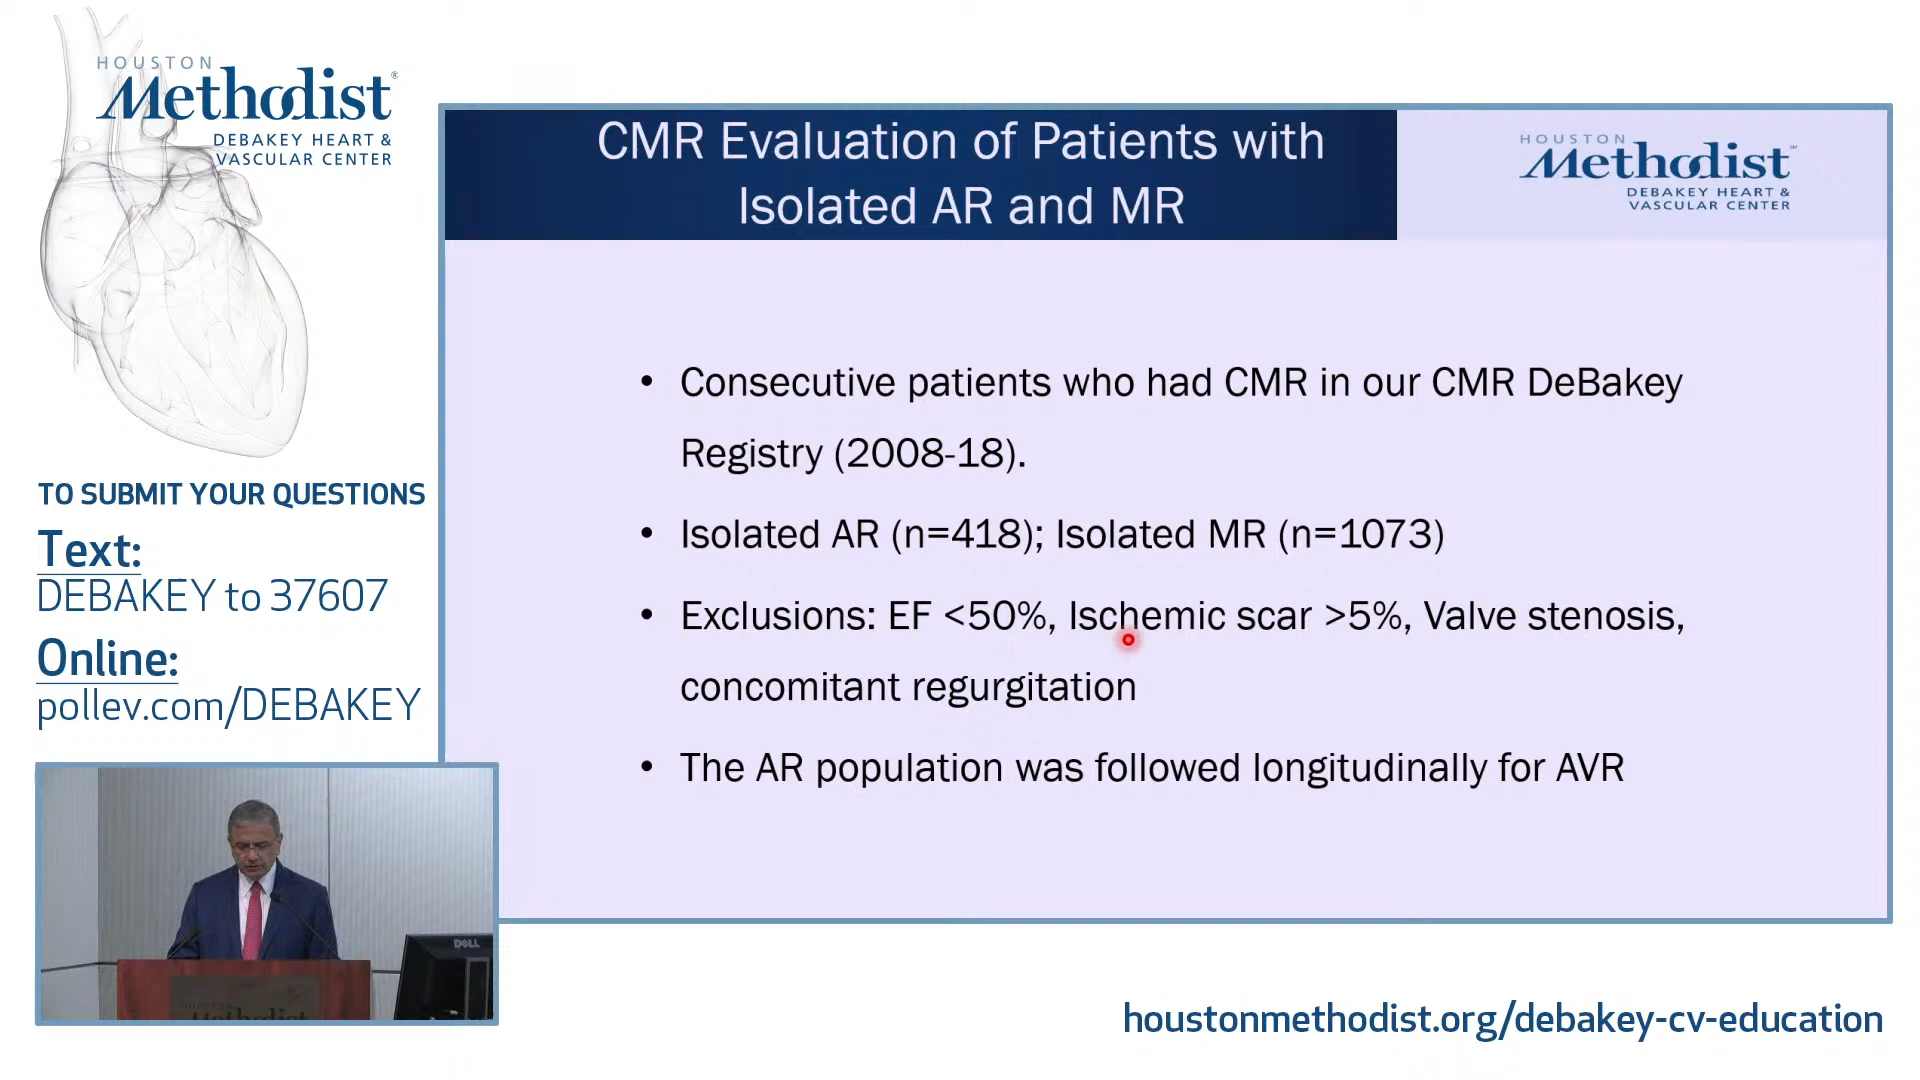 HOUSTON
Methodist®
DEBAKEY HEART &
VASCULAR CENTER
TO SUBMIT YOUR QUESTIONS
Text:
DEBAKEY to 37607
Online:
pollev.com/DEBAKEY
CMR Evaluation of Patients with
Isolated AR and MR
HOUSTON
Methodist
DEBAKEY HEART &
VASCULAR CENTER
• Consecutive patients who had CMR in our CMR DeBakey
Registry (2008-18).
• Isolated AR (n=418); Isolated MR (n=1073)
• Exclusions: EF <50%, Ischemic scar >5%, Valve stenosis,
concomitant regurgitation
• The AR population was followed longitudinally for AVR
DELL
Methodist
houstonmethodist.org/debakey-cv-education